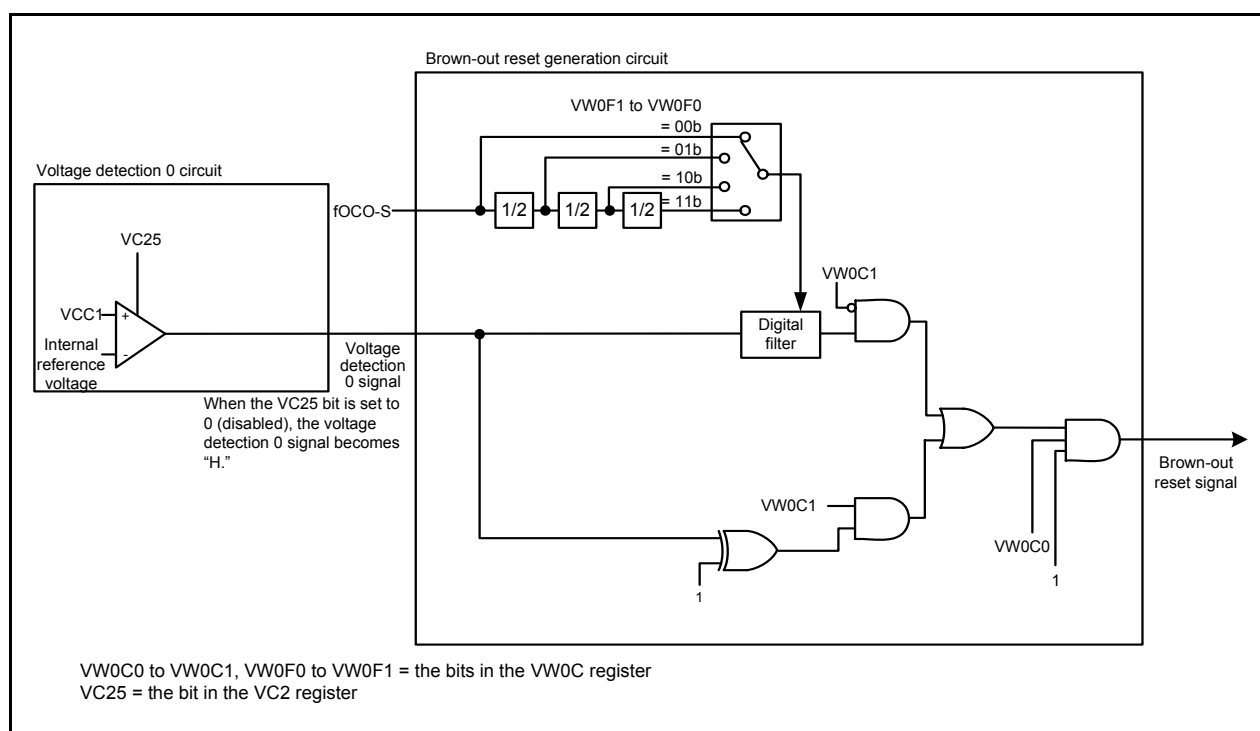 Brown-out reset generation circuit
VW0F1 to VW0F0
= 00b
= 01b
= 10b
= 11b
Voltage detection 0 circuit
fOCO-S
1/2
1/2
1/2
VC25
VW0C1
VCC1
+
-
Internal
reference
voltage
Digital
filter
Voltage
detection
0 signal
When the VC25 bit is set to
0 (disabled), the voltage
detection 0 signal becomes
“H.”
Brown-out
reset signal
VW0C1
VW0C0
1
1
VW0C0 to VW0C1, VW0F0 to VW0F1 = the bits in the VW0C register
VC25 = the bit in the VC2 register